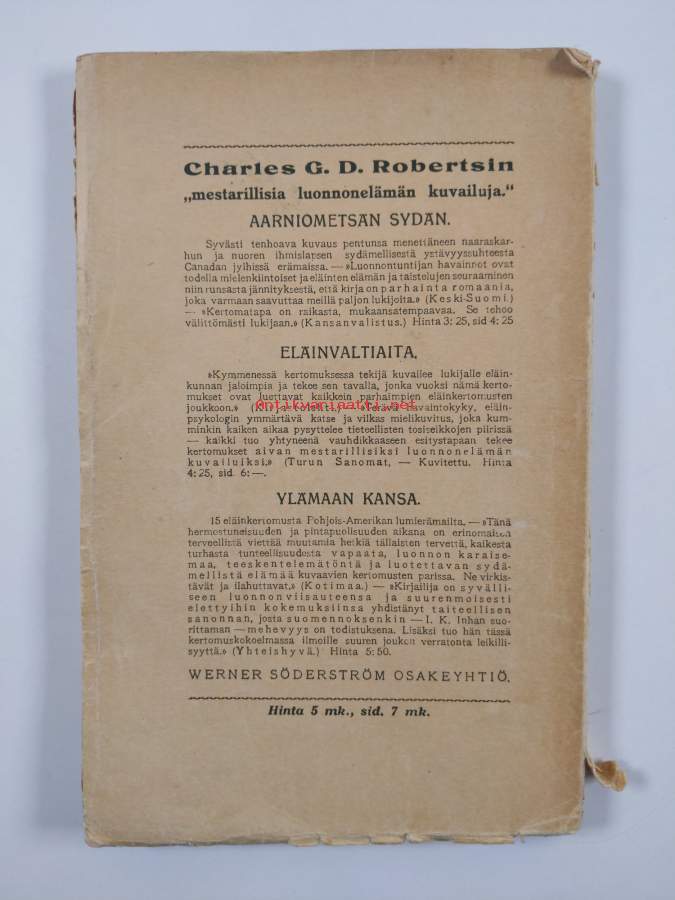 Charles G. D. Robertsin
„mestarillisia luonnonelämän kuvailuja."
AARNIOMETSÄN SYDÄN.
Syvästi tenhoava kuvaus pentunsa menettäneen naaraskar-
hun ja nuoren ihmislapsen sydämellisestä ystävyyssuhteesta
Canadan jylhissä erämaissa. — »Luonnontuntijan havainnot ovat
todella mielenkiintoiset ja eläinten elämän ja taistelujen seuraaminen
niin runsasta jännityksestä, että kirja on parhainta romaania,
joka varmaan saavuttaa meillä paljon lukijoita.» (Keski-Suomi.)
— »Kertomatapa on raikasta, mukaansatempaavaa. Se tehoo
välittömästi lukijaan.» (Kansanvalistus.) Hinta 3: 25, sid 4: 25
ELÄINVALTIAITA.
»Kymmenessä kertomuksessa tekijä kuvailee lukijalle eläin-
kunnan jaloimpia ja tekee sen tavalla, jonka vuoksi nämä kerto-
mukset ovat luettavat kaikkein parhaimpien eläinkertomusten
joukkoon.» — »Terävä havaintokyky, eläin-
antikvariaatti.net
psykologin ymmärtävä katse ja vilkas mielikuvitus, joka kum-
minkin kaiken aikaa pysyttelee tieteellisten tosiseikkojen piirissä
— kaikki tuo yhtyneenä vauhdikkaaseen esitystapaan tekee
kertomukset aivan mestarillisiksi luonnonelämän
kuvailuiksi.» (Turun Sanomat, — Kuvitettu. Hinta
4: 25, sid. 6: —.
YLÄMAAN KANSA.
15 eläinkertomusta Pohjois-Amerikan lumierämailta. — »Tänä
hermostuneisuuden ja pintapuolisuuden aikana on erinomaisen
terveellistä viettää muutamia hetkiä tällaisten tervettä, kaikesta
turhasta tunteellisuudesta vapaata, luonnon karaise-
maa, teeskentelemätöntä ja luotettavan sydä-
mellistä elämää kuvaavien kertomusten parissa. Ne virkis-
tävät ja ilahuttavat.» (Kotimaa.) — »Kirjailija on syvälli-
seen luonnonviisauteensa ja suurenmoisesti
elettyihin kokemuksiinsa yhdistänyt taiteellisen
sanonnan, josta suomennoksenkin — I. K. Inhan suo-
rittaman — mehevyys on todistuksena. Lisäksi tuo hän tässä
kertomuskokoelmassa ilmoille suuren joukon verratonta leikilli-
syyttä.» (Yhteishyvä.) Hinta 5: 50.
WERNER SÖDERSTRÖM OSAKEYHTIÖ.
Hinta 5 mk., sid. 7 mk.